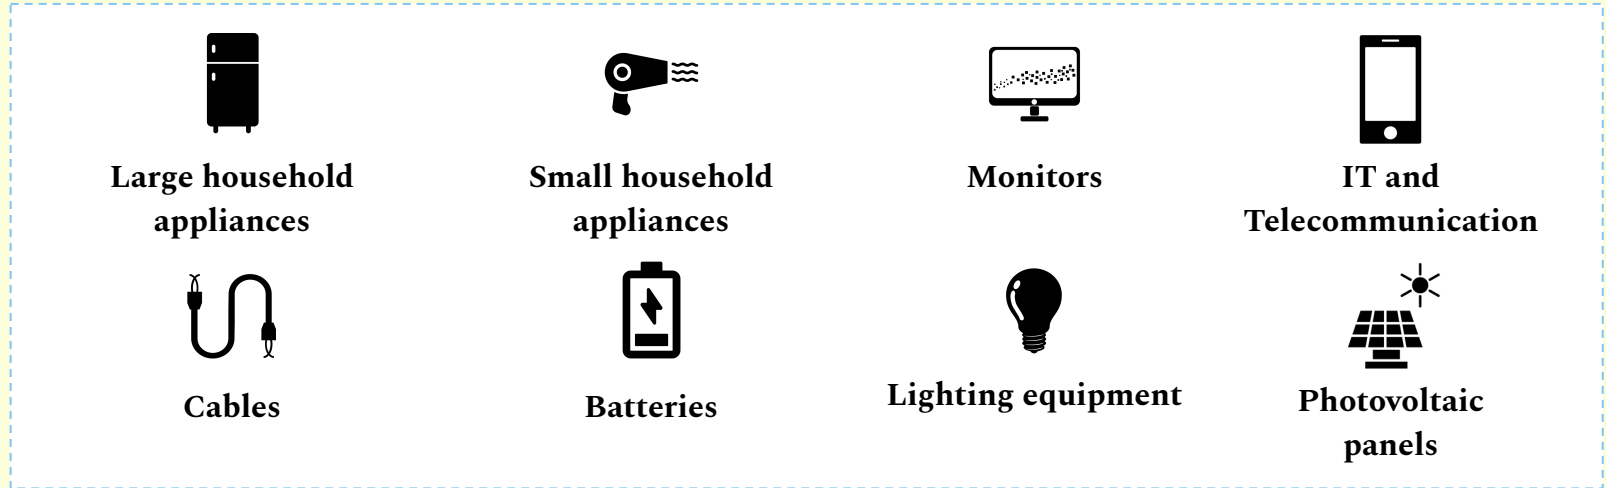 Large household
appliances
Small household
appliances
Monitors
IT and
Telecommunication
Cables
Batteries
Lighting equipment
Photovoltaic
panels